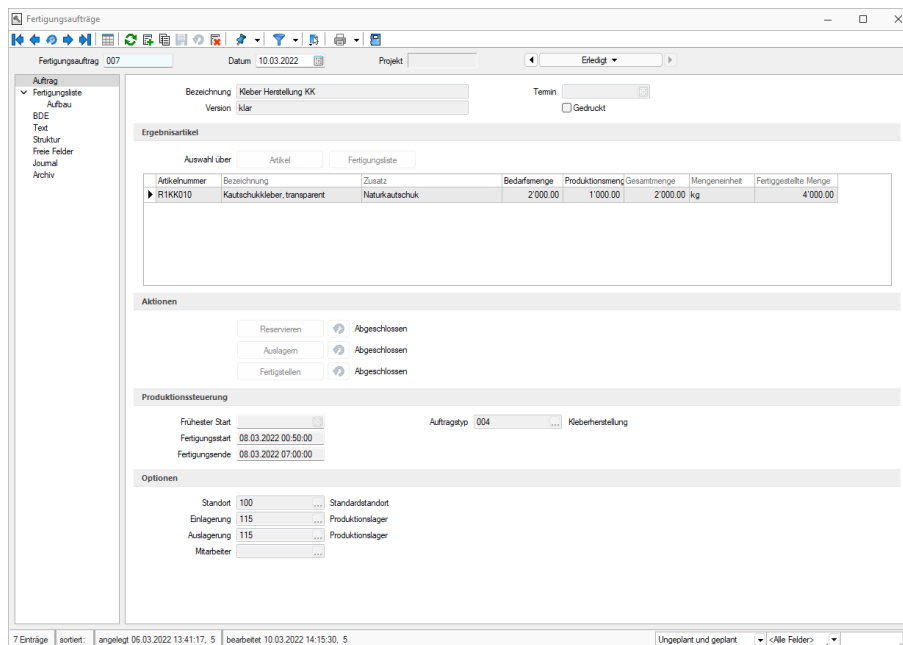 Fertigungsaufträge
Fertigungsauftrag 007 Datum 10.03.2022 Projekt Erledigt
Auftrag
Fertigungsliste
Aufbau
BDE
Text
Struktur
Freie Felder
Journal
Archiv
Bezeichnung Kleber Herstellung KK Termin
Version klar Gedruckt
Ergebnisartikel
Auswahl über Artikel Fertigungsliste
Artikelnummer Bezeichnung Zusatz Bedarfsmenge Produktionsmeng Gesamtmenge Mengeneinheit Fertiggestellte Menge
R1KK010 Kautschukkleber, transparent Naturkautschuk 2'000.00 1'000.00 2'000.00 kg 4'000.00
Aktionen
Reservieren Abgeschlossen
Auslagern Abgeschlossen
Fertigstellen Abgeschlossen
Produktionssteuerung
Frühester Start Auftragstyp 004 ... Kleberherstellung
Fertigungsstart 08.03.2022 00:50:00
Fertigungsende 08.03.2022 07:00:00
Optionen
Standort 100 ... Standardstandort
Einlagerung 115 ... Produktionslager
Auslagerung 115 ... Produktionslager
Mitarbeiter ...
7 Einträge sortiert: angelegt 06.03.2022 13:41:17, 5 bearbeitet 10.03.2022 14:15:30, 5 Ungeplant und geplant <Alle Felder>